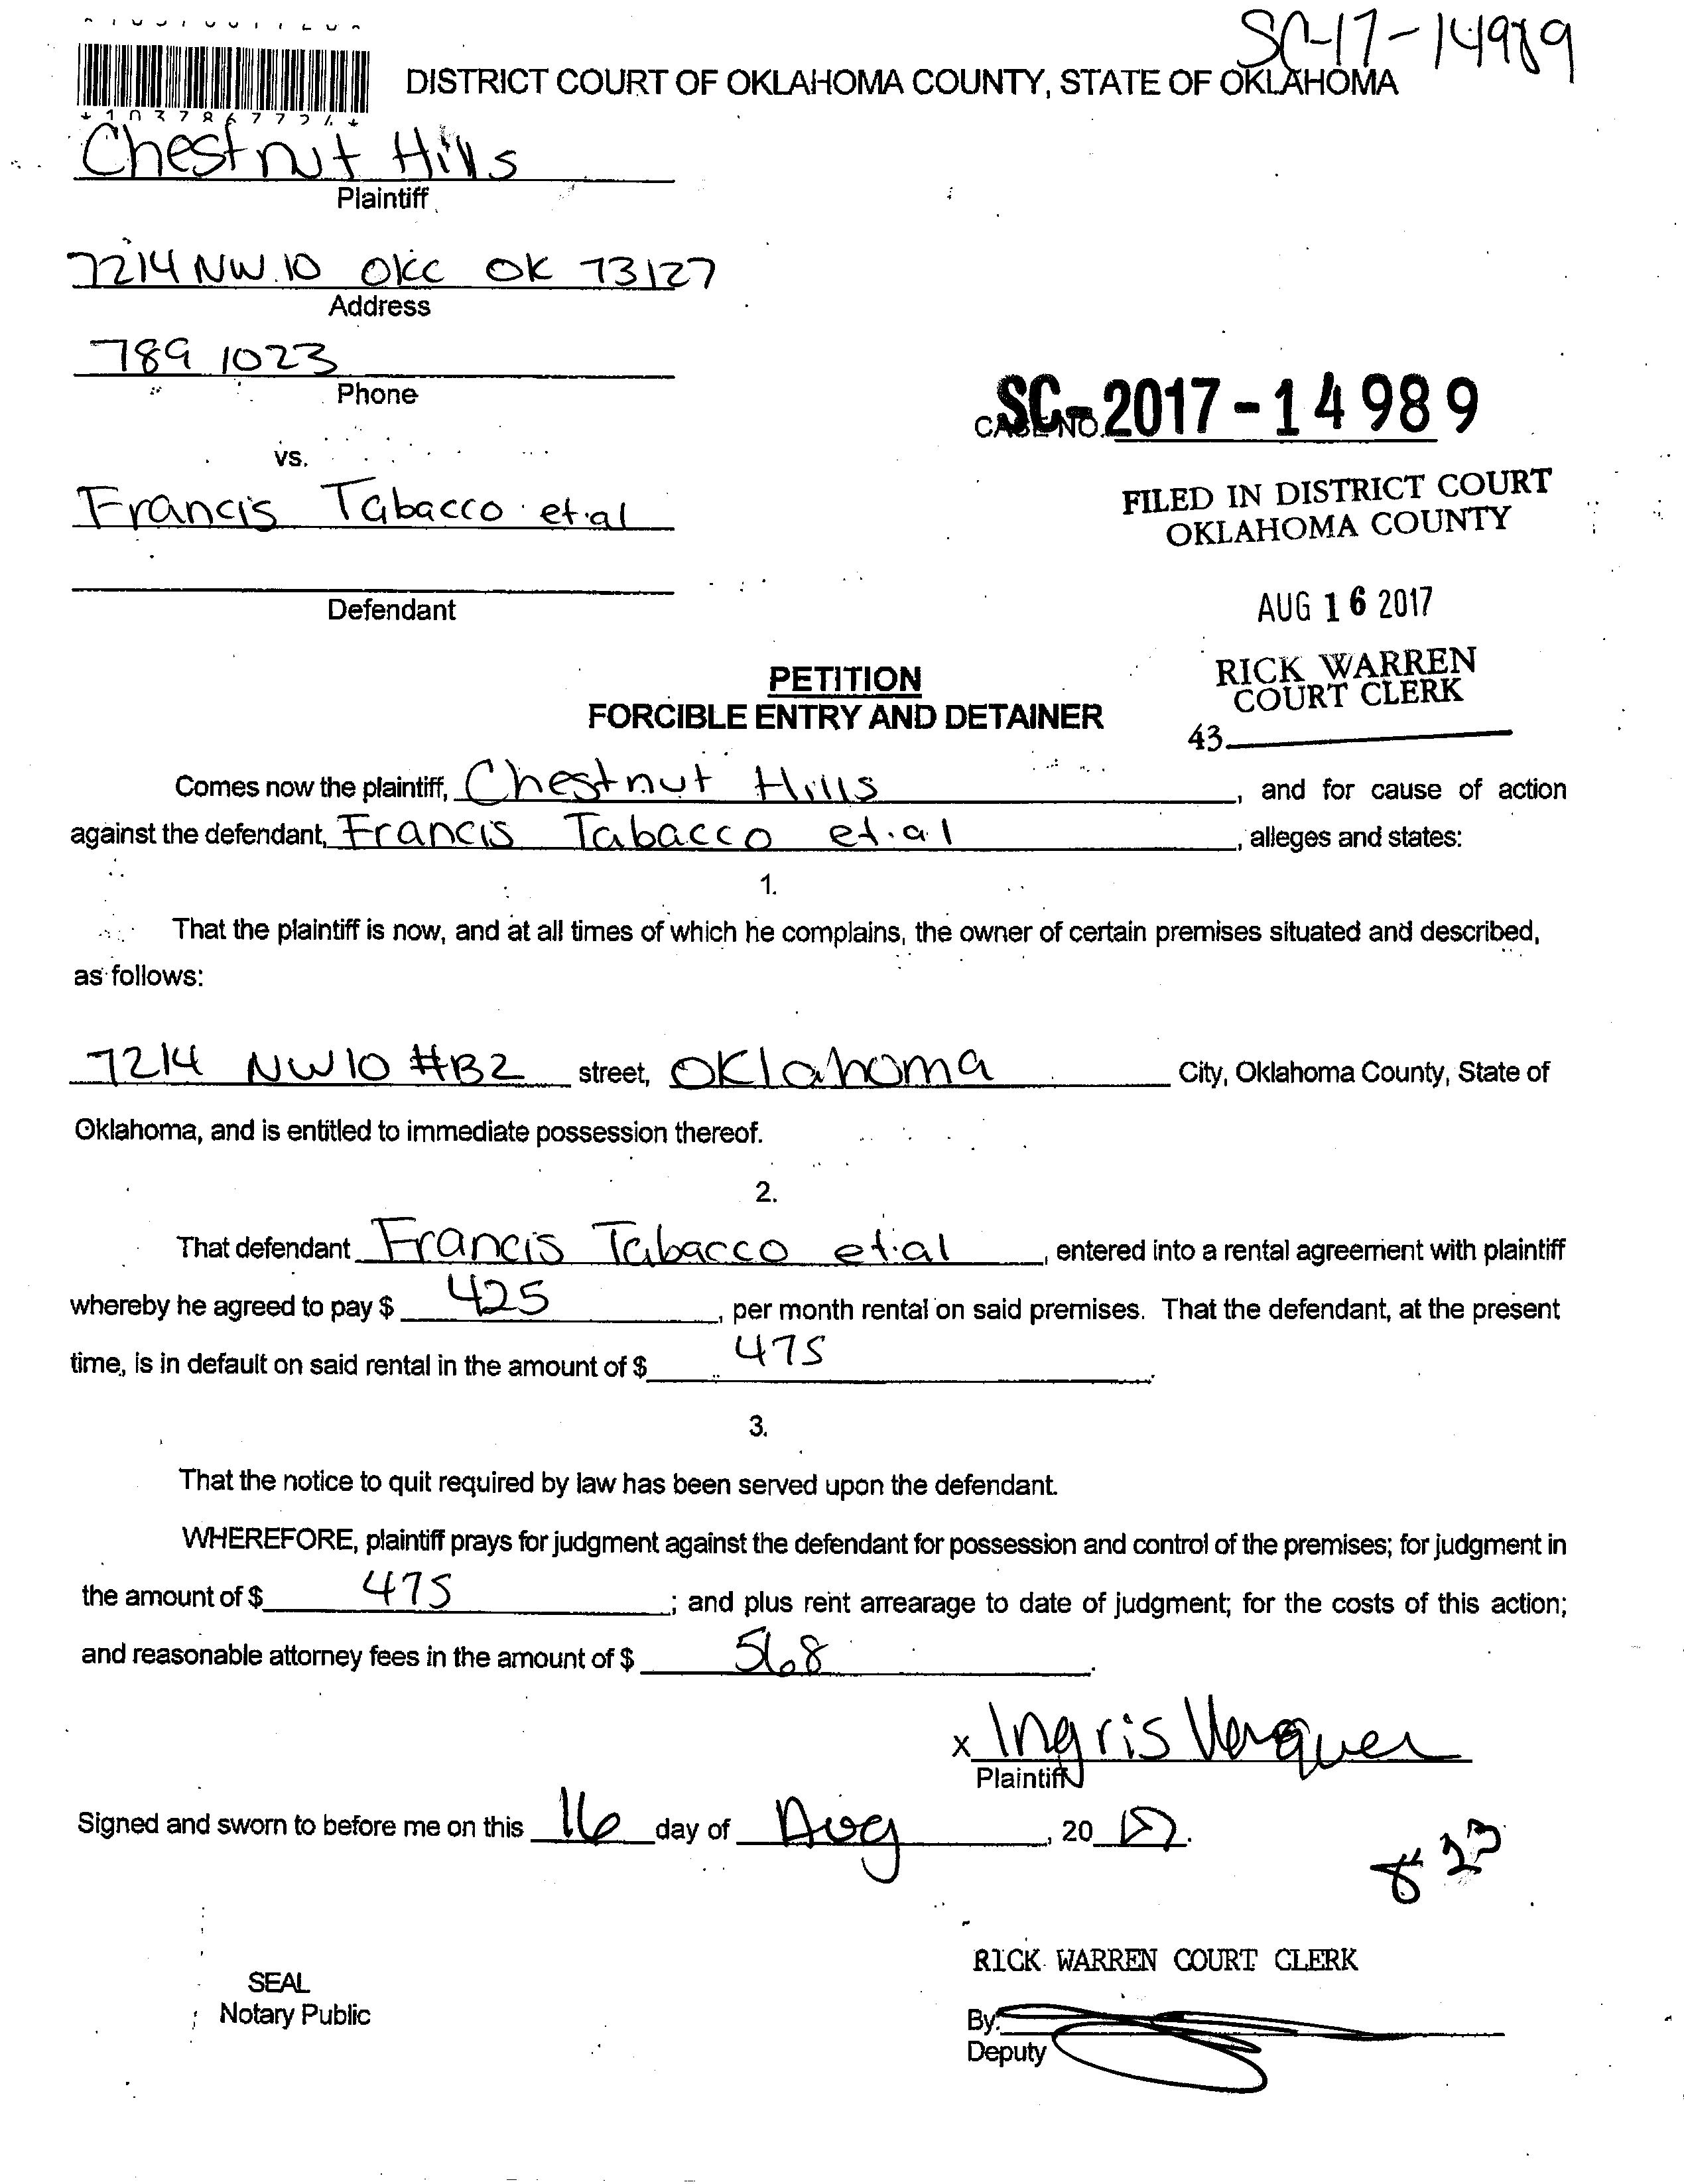 SC-17-14989
DISTRICT COURT OF OKLAHOMA COUNTY, STATE OF OKLAHOMA
Chestnut Hills
Plaintiff
7214 NW 10 OKC OK 73127
Address
789 1023
Phone
CASE NO. SC-2017-14989
vs.
FILED IN DISTRICT COURT
OKLAHOMA COUNTY
Francis Tabacco et.al
Defendant
AUG 16 2017
RICK WARREN
COURT CLERK
43
PETITION
FORCIBLE ENTRY AND DETAINER
Comes now the plaintiff, Chestnut Hills, and for cause of action
against the defendant, Francis Tabacco et.al, alleges and states:
1.
That the plaintiff is now, and at all times of which he complains, the owner of certain premises situated and described,
as follows:
7214 NW 10 #B2 street, Oklahoma City, Oklahoma County, State of
Oklahoma, and is entitled to immediate possession thereof.
2.
That defendant Francis Tabacco et.al, entered into a rental agreement with plaintiff
whereby he agreed to pay $ 425, per month rental on said premises. That the defendant, at the present
time, is in default on said rental in the amount of $ 475.
3.
That the notice to quit required by law has been served upon the defendant.
WHEREFORE, plaintiff prays for judgment against the defendant for possession and control of the premises; for judgment in
the amount of $ 475; and plus rent arrearage to date of judgment; for the costs of this action;
and reasonable attorney fees in the amount of $ 568.
x Ingris
Plaintiff
Signed and sworn to before me on this 16 day of Aug, 20 17.
8 23
RICK WARREN COURT CLERK
SEAL
Notary Public
By:
Deputy